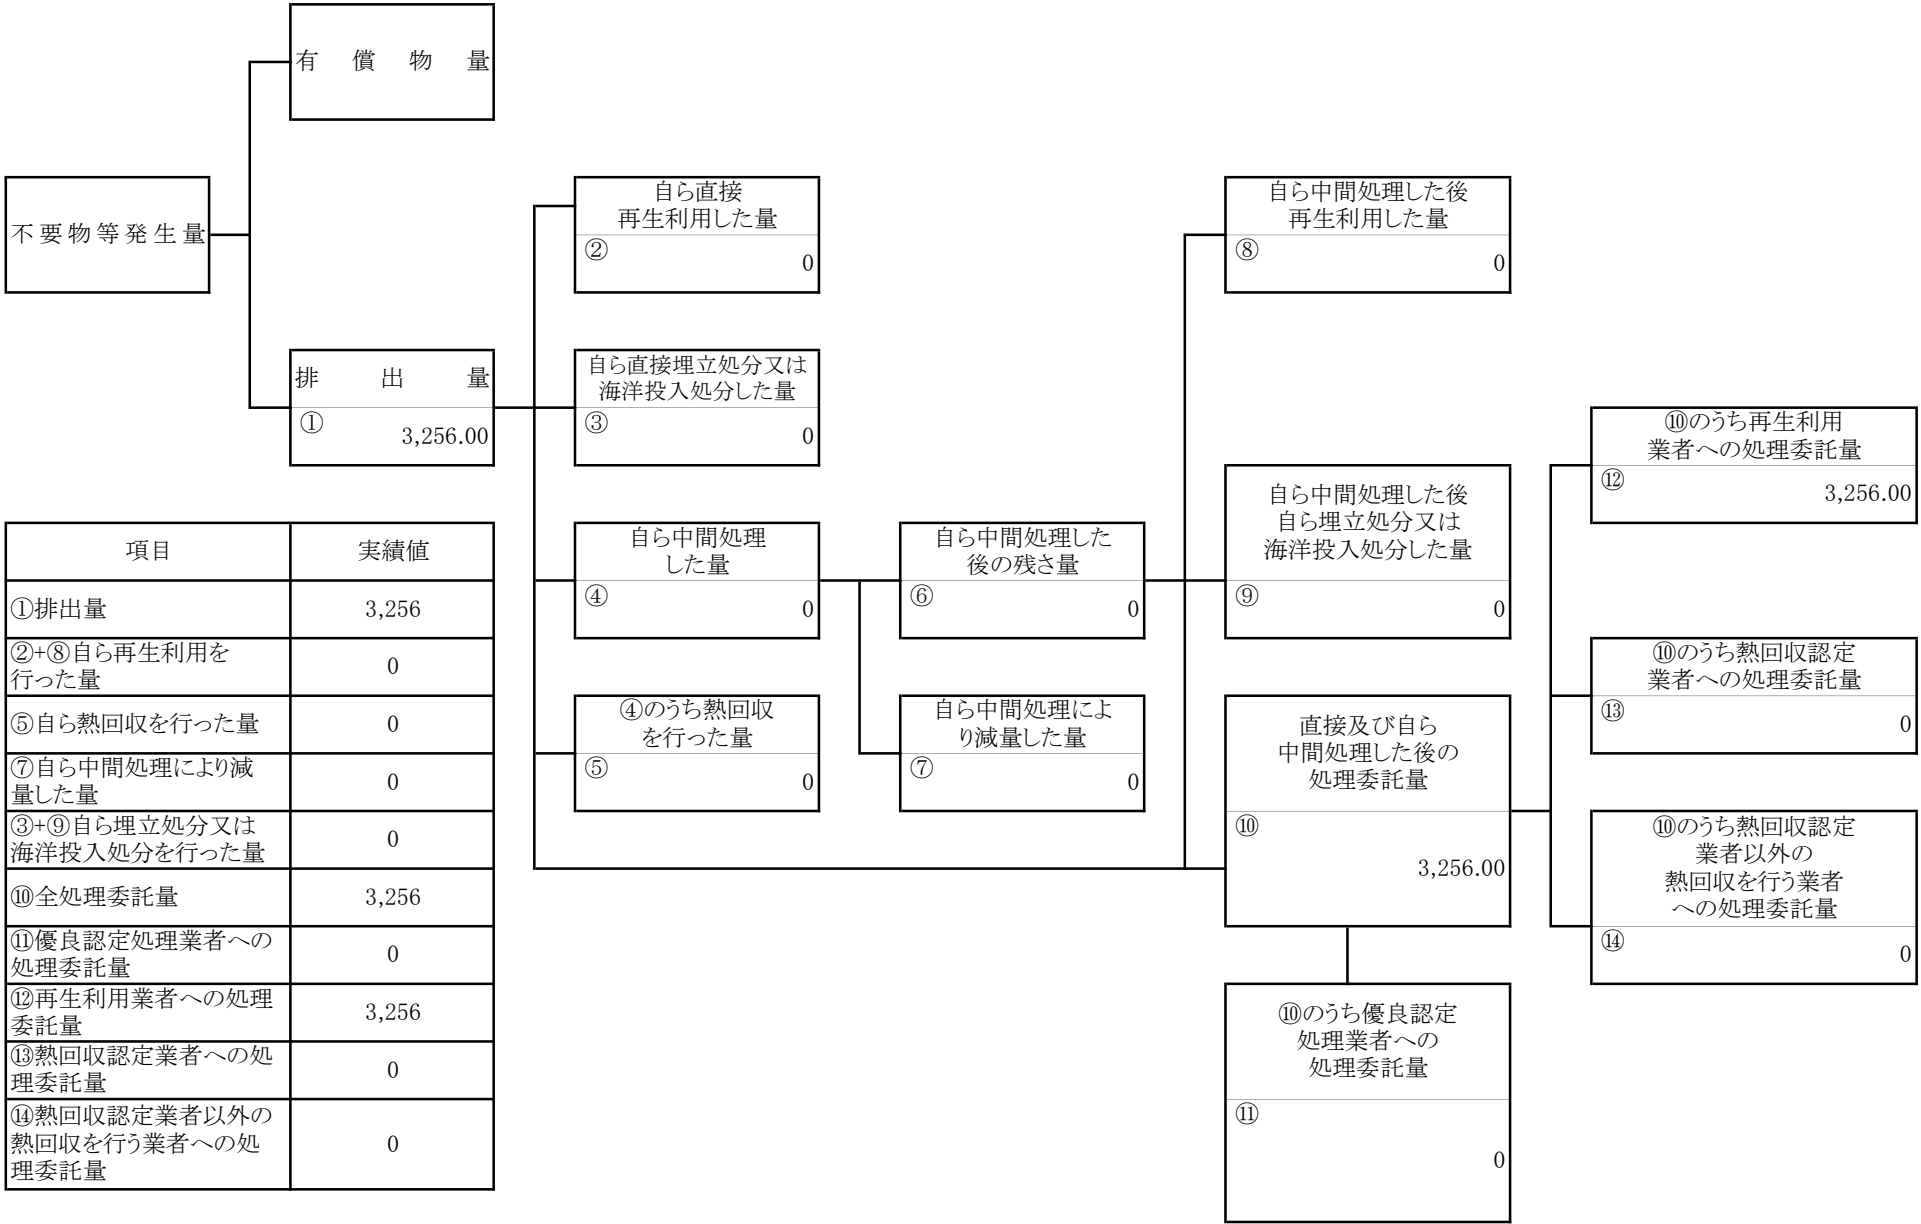 有償物量
不要物等発生量
排出量
①
3,256.00
自ら直接
再生利用した量
②
0
自ら直接埋立処分又は
海洋投入処分した量
③
0
自ら中間処理
した量
④
0
④のうち熱回収
を行った量
⑤
0
自ら中間処理した
後の残さ量
⑥
0
自ら中間処理によ
り減量した量
⑦
0
自ら中間処理した後
再生利用した量
⑧
0
自ら中間処理した後
自ら埋立処分又は
海洋投入処分した量
⑨
0
直接及び自ら
中間処理した後の
処理委託量
⑩
3,256.00
⑩のうち優良認定
処理業者への
処理委託量
⑪
0
⑩のうち再生利用
業者への処理委託量
⑫
3,256.00
⑩のうち熱回収認定
業者への処理委託量
⑬
0
⑩のうち熱回収認定
業者以外の
熱回収を行う業者
への処理委託量
⑭
0
項目 実績値
①排出量 3,256
②+⑧自ら再生利用を
行った量 0
⑤自ら熱回収を行った量 0
⑦自ら中間処理により減
量した量 0
③+⑨自ら埋立処分又は
海洋投入処分を行った量 0
⑩全処理委託量 3,256
⑪優良認定処理業者への
処理委託量 0
⑫再生利用業者への処理
委託量 3,256
⑬熱回収認定業者への処
理委託量 0
⑭熱回収認定業者以外の
熱回収を行う業者への処 0
理委託量